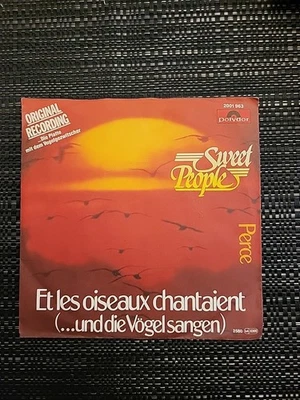 ORIGINAL
RECORDING
...Die Platte
mit dem Vogelgezwitscher
2001 963
polydor
Sweet
People
Perce
Et les oiseaux chantaient
(...und die Vögel sangen)